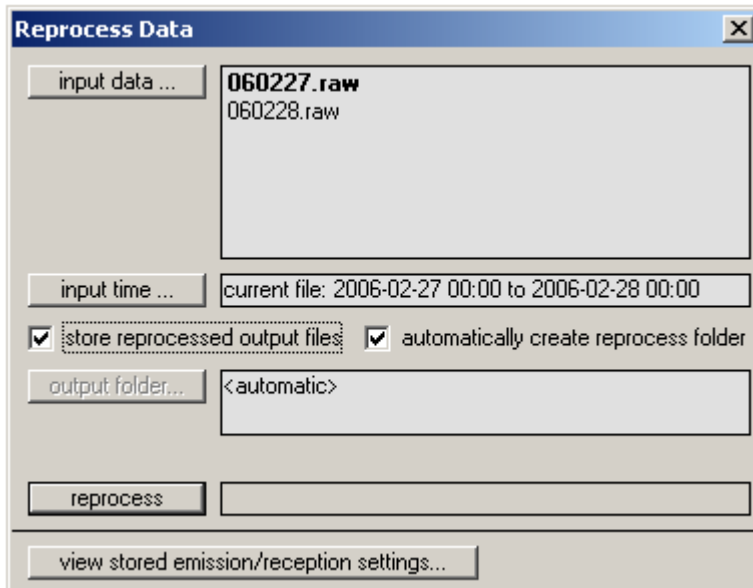 Reprocess Data
input data ...
060227.raw
060228.raw
input time ...
current file: 2006-02-27 00:00 to 2006-02-28 00:00
store reprocessed output files
automatically create reprocess folder
output folder...
<automatic>
reprocess
view stored emission/reception settings...